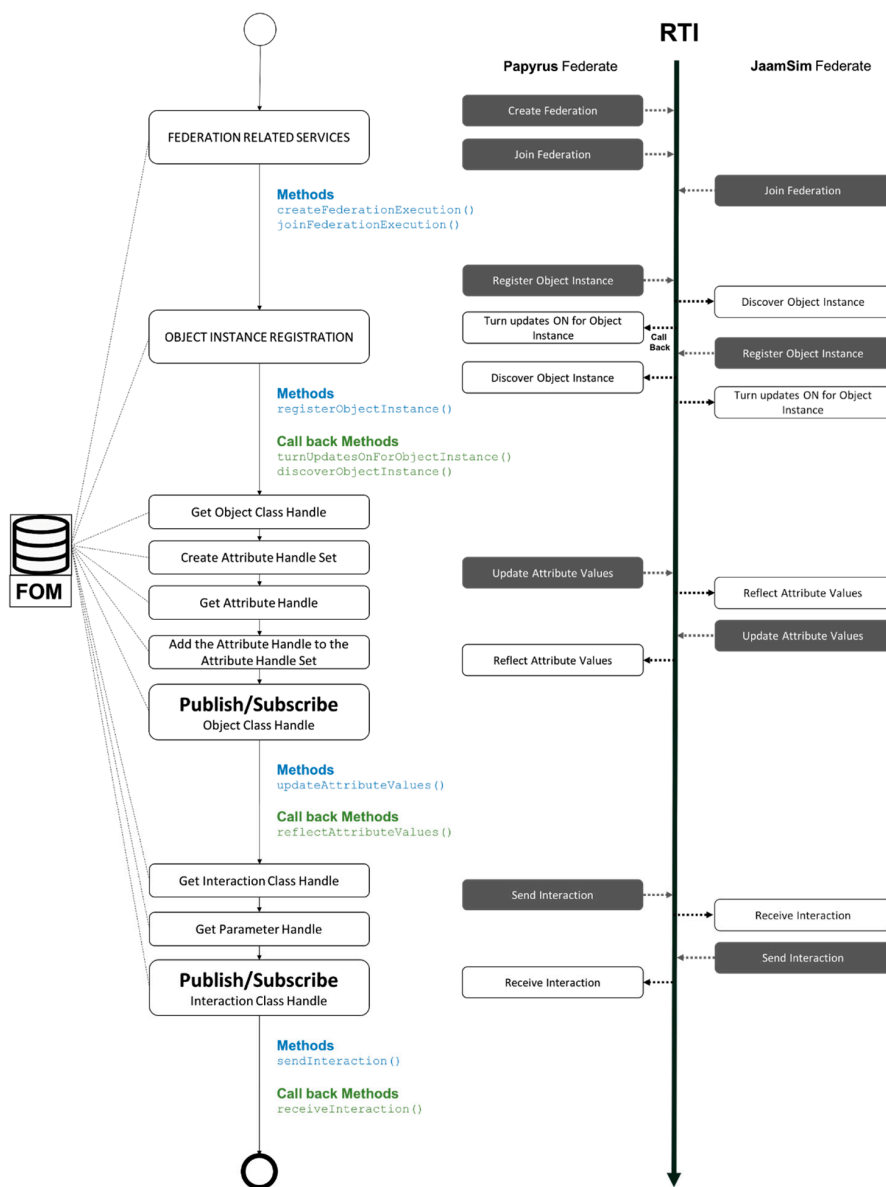 RTI
Papyrus Federate
JaamSim Federate
FEDERATION RELATED SERVICES
Methods
createFederationExecution()
joinFederationExecution()
OBJECT INSTANCE REGISTRATION
Methods
registerObjectInstance()
Call back Methods
turnUpdatesOnForObjectInstance()
discoverObjectInstance()
FOM
Get Object Class Handle
Create Attribute Handle Set
Get Attribute Handle
Add the Attribute Handle to the
Attribute Handle Set
Publish/Subscribe
Object Class Handle
Methods
updateAttributeValues()
Call back Methods
reflectAttributeValues()
Get Interaction Class Handle
Get Parameter Handle
Publish/Subscribe
Interaction Class Handle
Methods
sendInteraction()
Call back Methods
receiveInteraction()
Create Federation
Join Federation
Join Federation
Register Object Instance
Discover Object Instance
Turn updates ON for Object
Instance
Call
Back
Register Object Instance
Discover Object Instance
Turn updates ON for Object
Instance
Update Attribute Values
Reflect Attribute Values
Update Attribute Values
Reflect Attribute Values
Send Interaction
Receive Interaction
Send Interaction
Receive Interaction